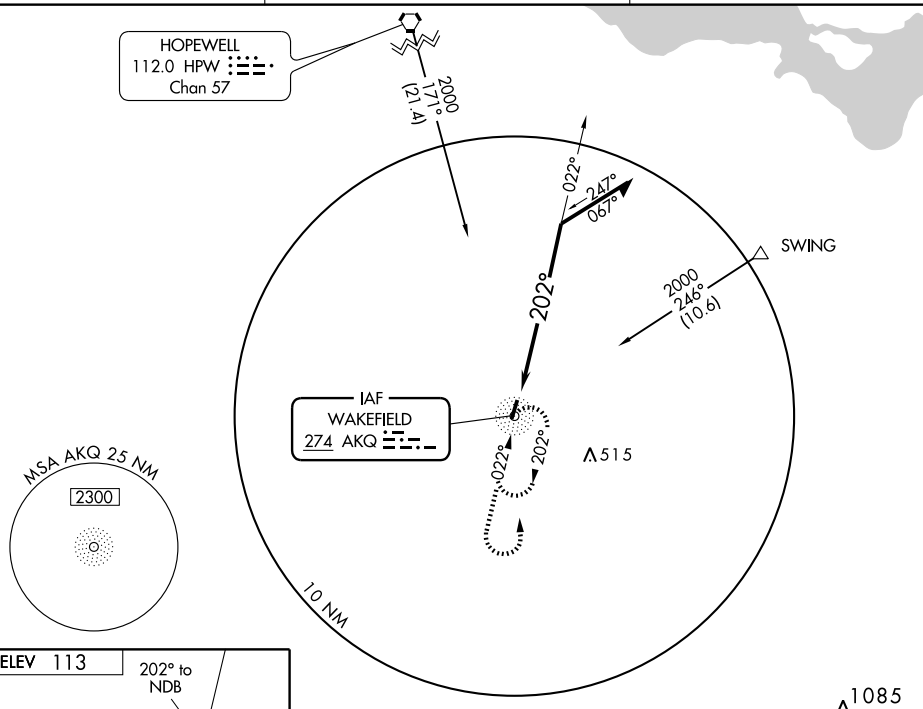 HOPEWELL
112.0 HPW
Chan 57
2000
171°
(21.4)
022°
247°
067°
SWING
2000
246°
(10.6)
202°
IAF
WAKEFIELD
274 AKQ
022°
202°
515
MSA AKQ 25 NM
2300
10 NM
ELEV 113
202° to
NDB
1085